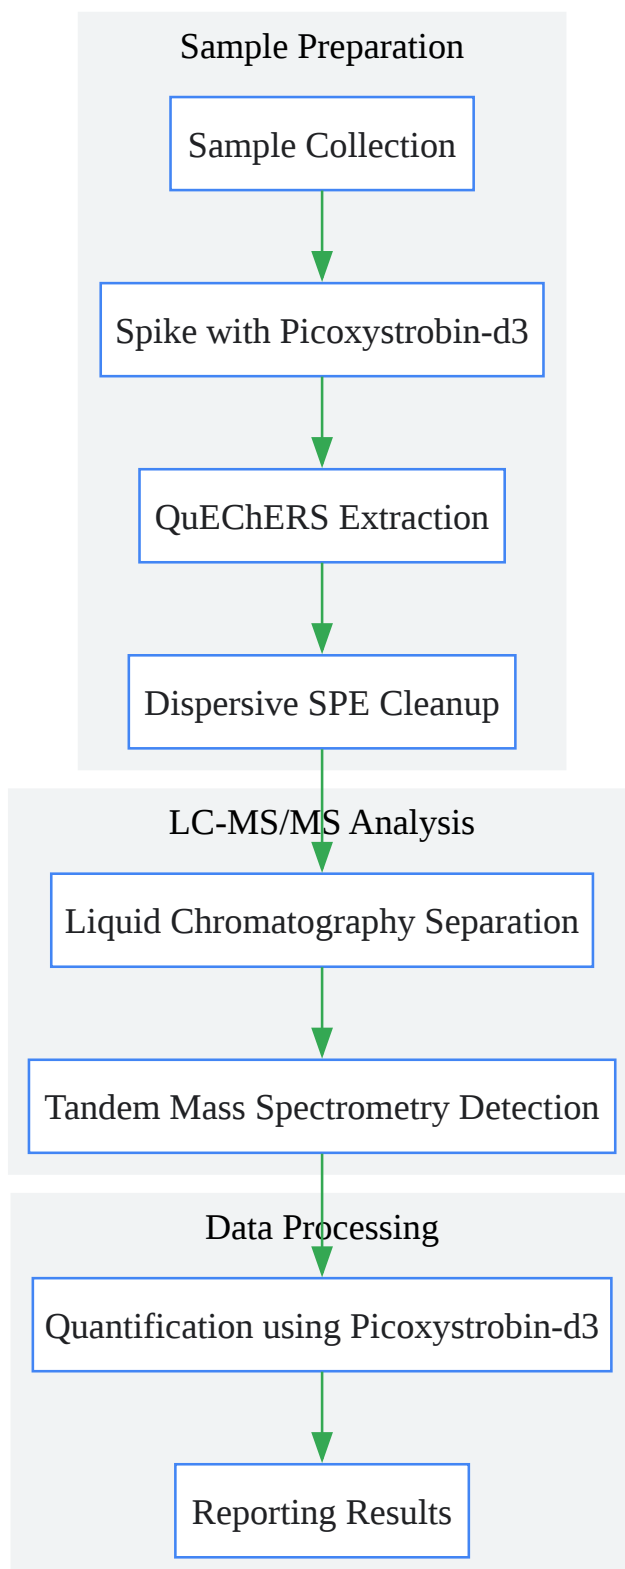 Sample Preparation
Sample Collection
Spike with Picoxystrobin-d3
QuEChERS Extraction
Dispersive SPE Cleanup
LC-MS/MS Analysis
Liquid Chromatography Separation
Tandem Mass Spectrometry Detection
Data Processing
Quantification using Picoxystrobin-d3
Reporting Results